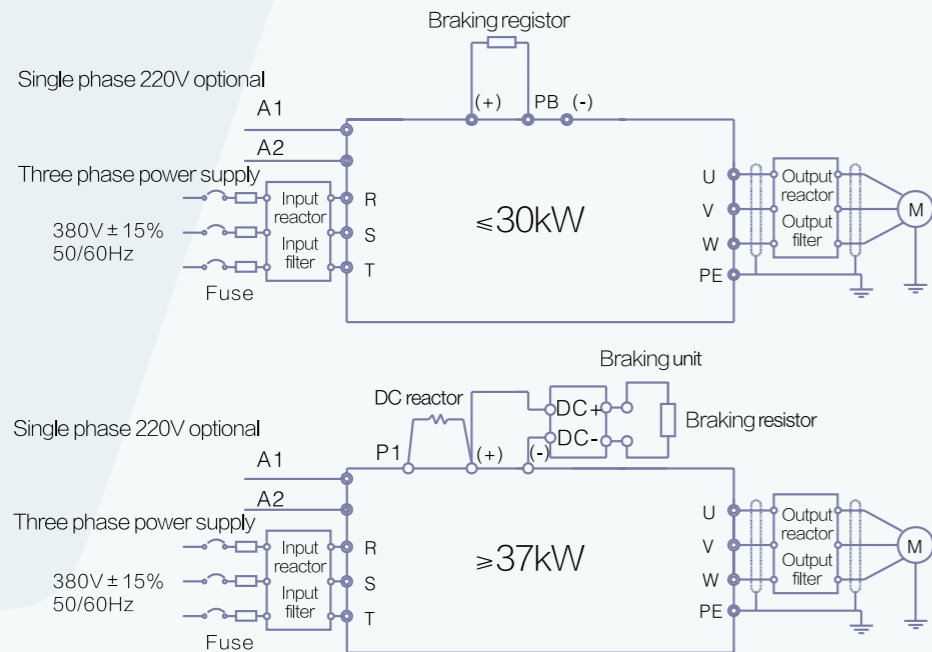 Braking registor
Single phase 220V optional
(+) PB (-)
A1
A2
Three phase power supply
380V±15%
50/60Hz
Fuse
Input
reactor
Input
filter
R
S
T
≤30kW
U
V
W
PE
Output
reactor
Output
filter
M
Braking unit
DC reactor
DC+
DC-
Braking resistor
Single phase 220V optional
P1 (+) (-)
A1
A2
Three phase power supply
380V±15%
50/60Hz
Fuse
Input
reactor
Input
filter
R
S
T
≥37kW
U
V
W
PE
Output
reactor
Output
filter
M